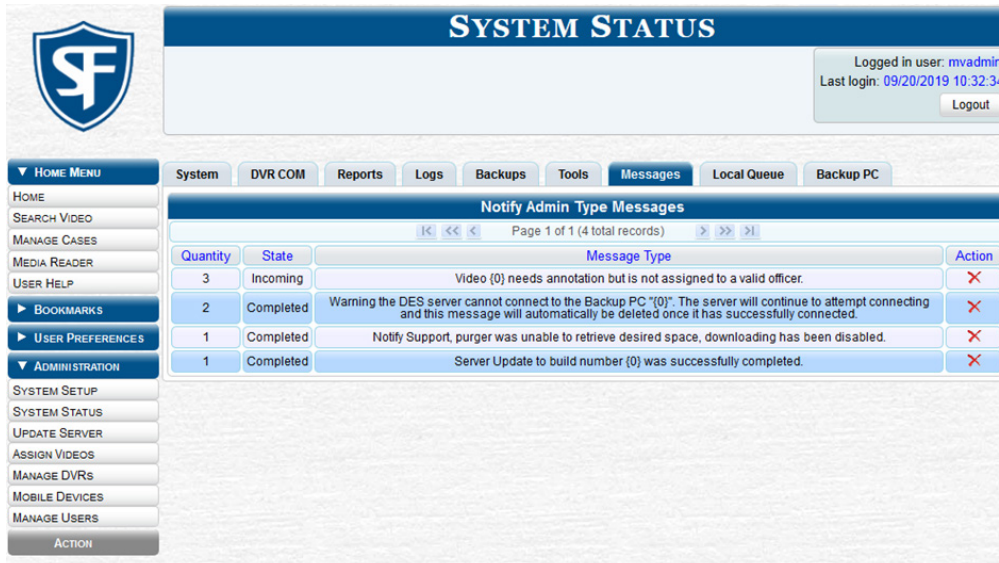 SYSTEM STATUS
SF
Logged in user: mvadmin
Last login: 09/20/2019 10:32:34
Logout
▼ HOME MENU
HOME
SEARCH VIDEO
MANAGE CASES
MEDIA READER
USER HELP
▶ BOOKMARKS
▶ USER PREFERENCES
▼ ADMINISTRATION
SYSTEM SETUP
SYSTEM STATUS
UPDATE SERVER
ASSIGN VIDEOS
MANAGE DVRS
MOBILE DEVICES
MANAGE USERS
ACTION
System DVR COM Reports Logs Backups Tools Messages Local Queue Backup PC
Notify Admin Type Messages
|< << < Page 1 of 1 (4 total records) > >> >|
Quantity State Message Type Action
3 Incoming Video {0} needs annotation but is not assigned to a valid officer.
2 Completed Warning the DES server cannot connect to the Backup PC "{0}". The server will continue to attempt connecting
and this message will automatically be deleted once it has successfully connected.
1 Completed Notify Support, purger was unable to retrieve desired space, downloading has been disabled.
1 Completed Server Update to build number {0} was successfully completed.